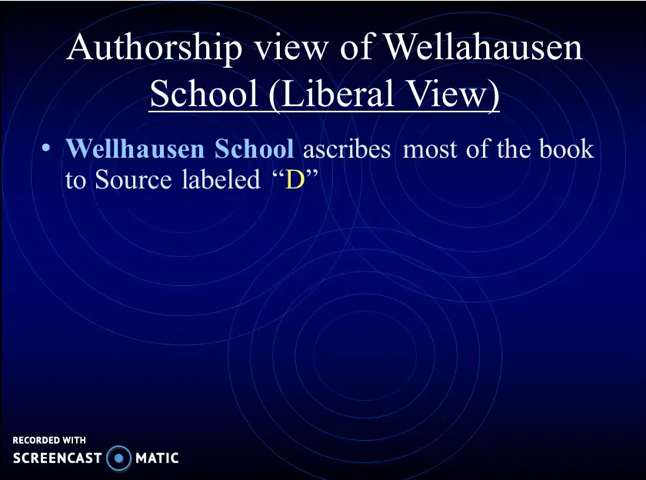 Authorship view of Wellahausen
School (Liberal View)
• Wellhausen School ascribes most of the book
to Source labeled “D”
RECORDED WITH
SCREENCAST MATIC